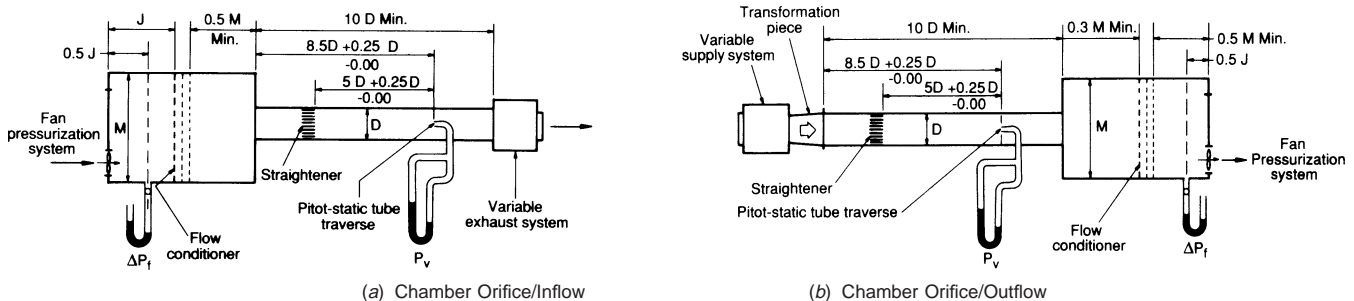 J
0.5 M
Min.
10 D Min.
0.5 J
8.5D +0.25 D
-0.00
5 D +0.25 D
-0.00
M
D
Fan
pressurization
system
Straightener
Pitot-static tube
traverse
Variable
exhaust system
Flow
conditioner
ΔPf
Pv
(a) Chamber Orifice/Inflow
Transformation
piece
Variable
supply system
10 D Min.
0.3 M Min.
0.5 M Min.
0.5 J
8.5 D +0.25 D
-0.00
5D +0.25 D
-0.00
D
M
Straightener
Pitot-static tube traverse
Fan
Pressurization
system
Flow
conditioner
Pv
ΔPf
(b) Chamber Orifice/Outflow